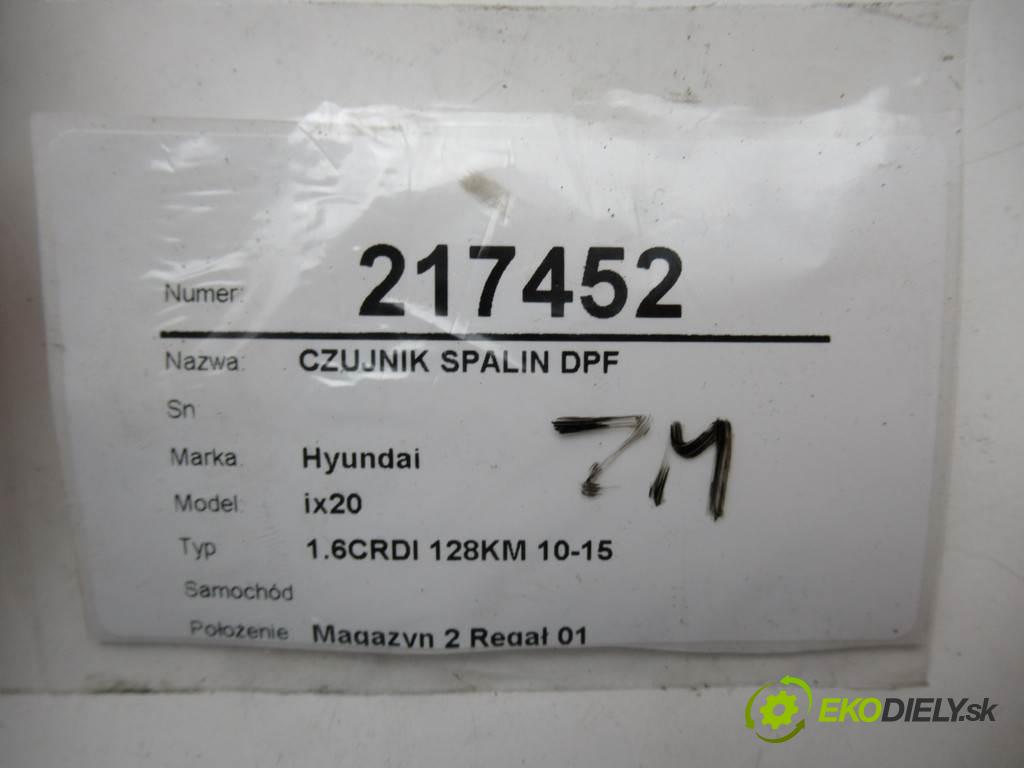 Numer: 217452
Nazwa: CZUJNIK SPALIN DPF
Sn
Marka Hyundai
Model: ix20
Typ 1.6CRDI 128KM 10-15
Samochód
Położenie Magazyn 2 Regał 01
ZM
EKODIELY.sk